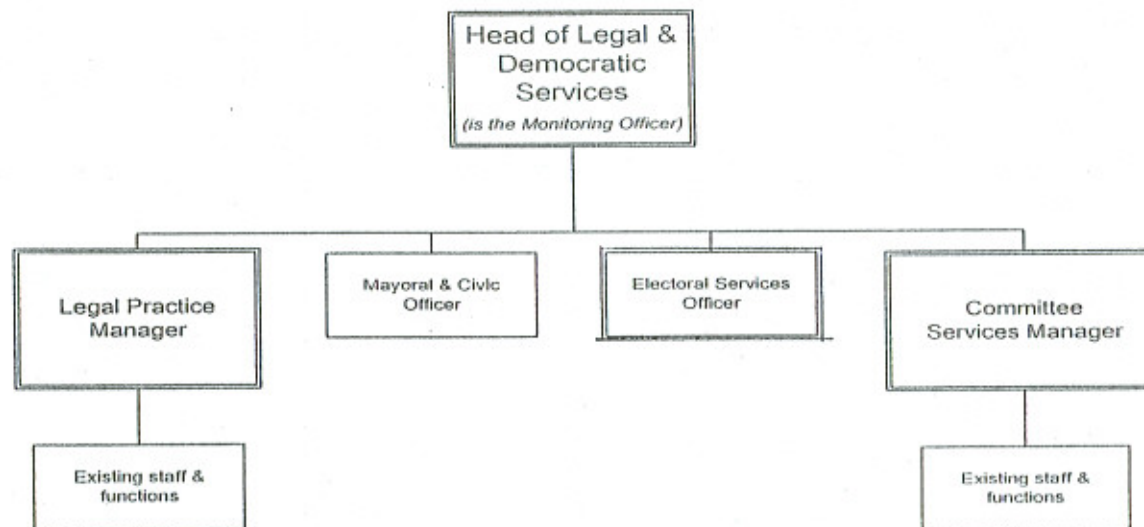 Head of Legal &
Democratic
Services
(is the Monitoring Officer)
Legal Practice
Manager
Mayoral & Civic
Officer
Electoral Services
Officer
Committee
Services Manager
Existing staff &
functions
Existing staff &
functions